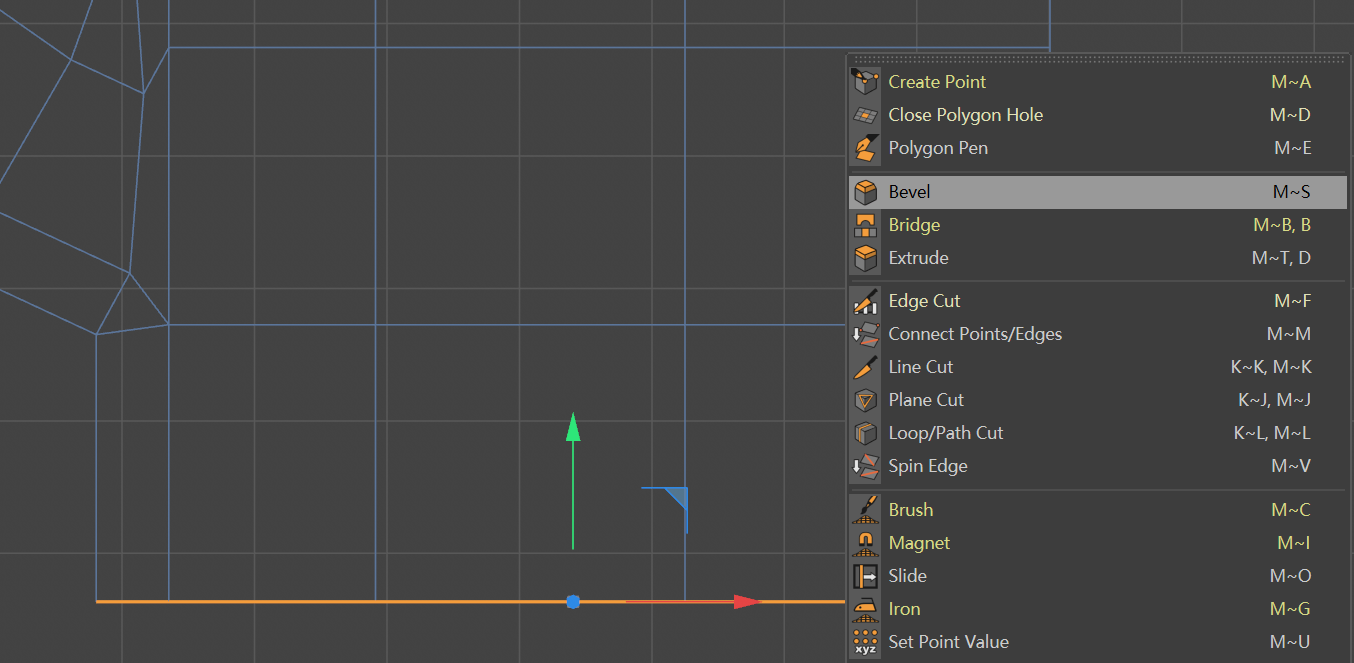 Create Point M~A
Close Polygon Hole M~D
Polygon Pen M~E
Bevel M~S
Bridge M~B, B
Extrude M~T, D
Edge Cut M~F
Connect Points/Edges M~M
Line Cut K~K, M~K
Plane Cut K~J, M~J
Loop/Path Cut K~L, M~L
Spin Edge M~V
Brush M~C
Magnet M~I
Slide M~O
Iron M~G
xyz Set Point Value M~U